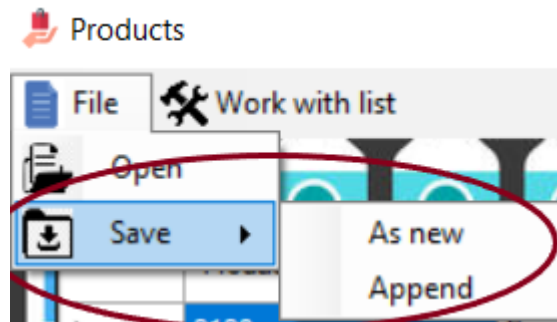 Products
File Work with list
Open
Save As new
Append